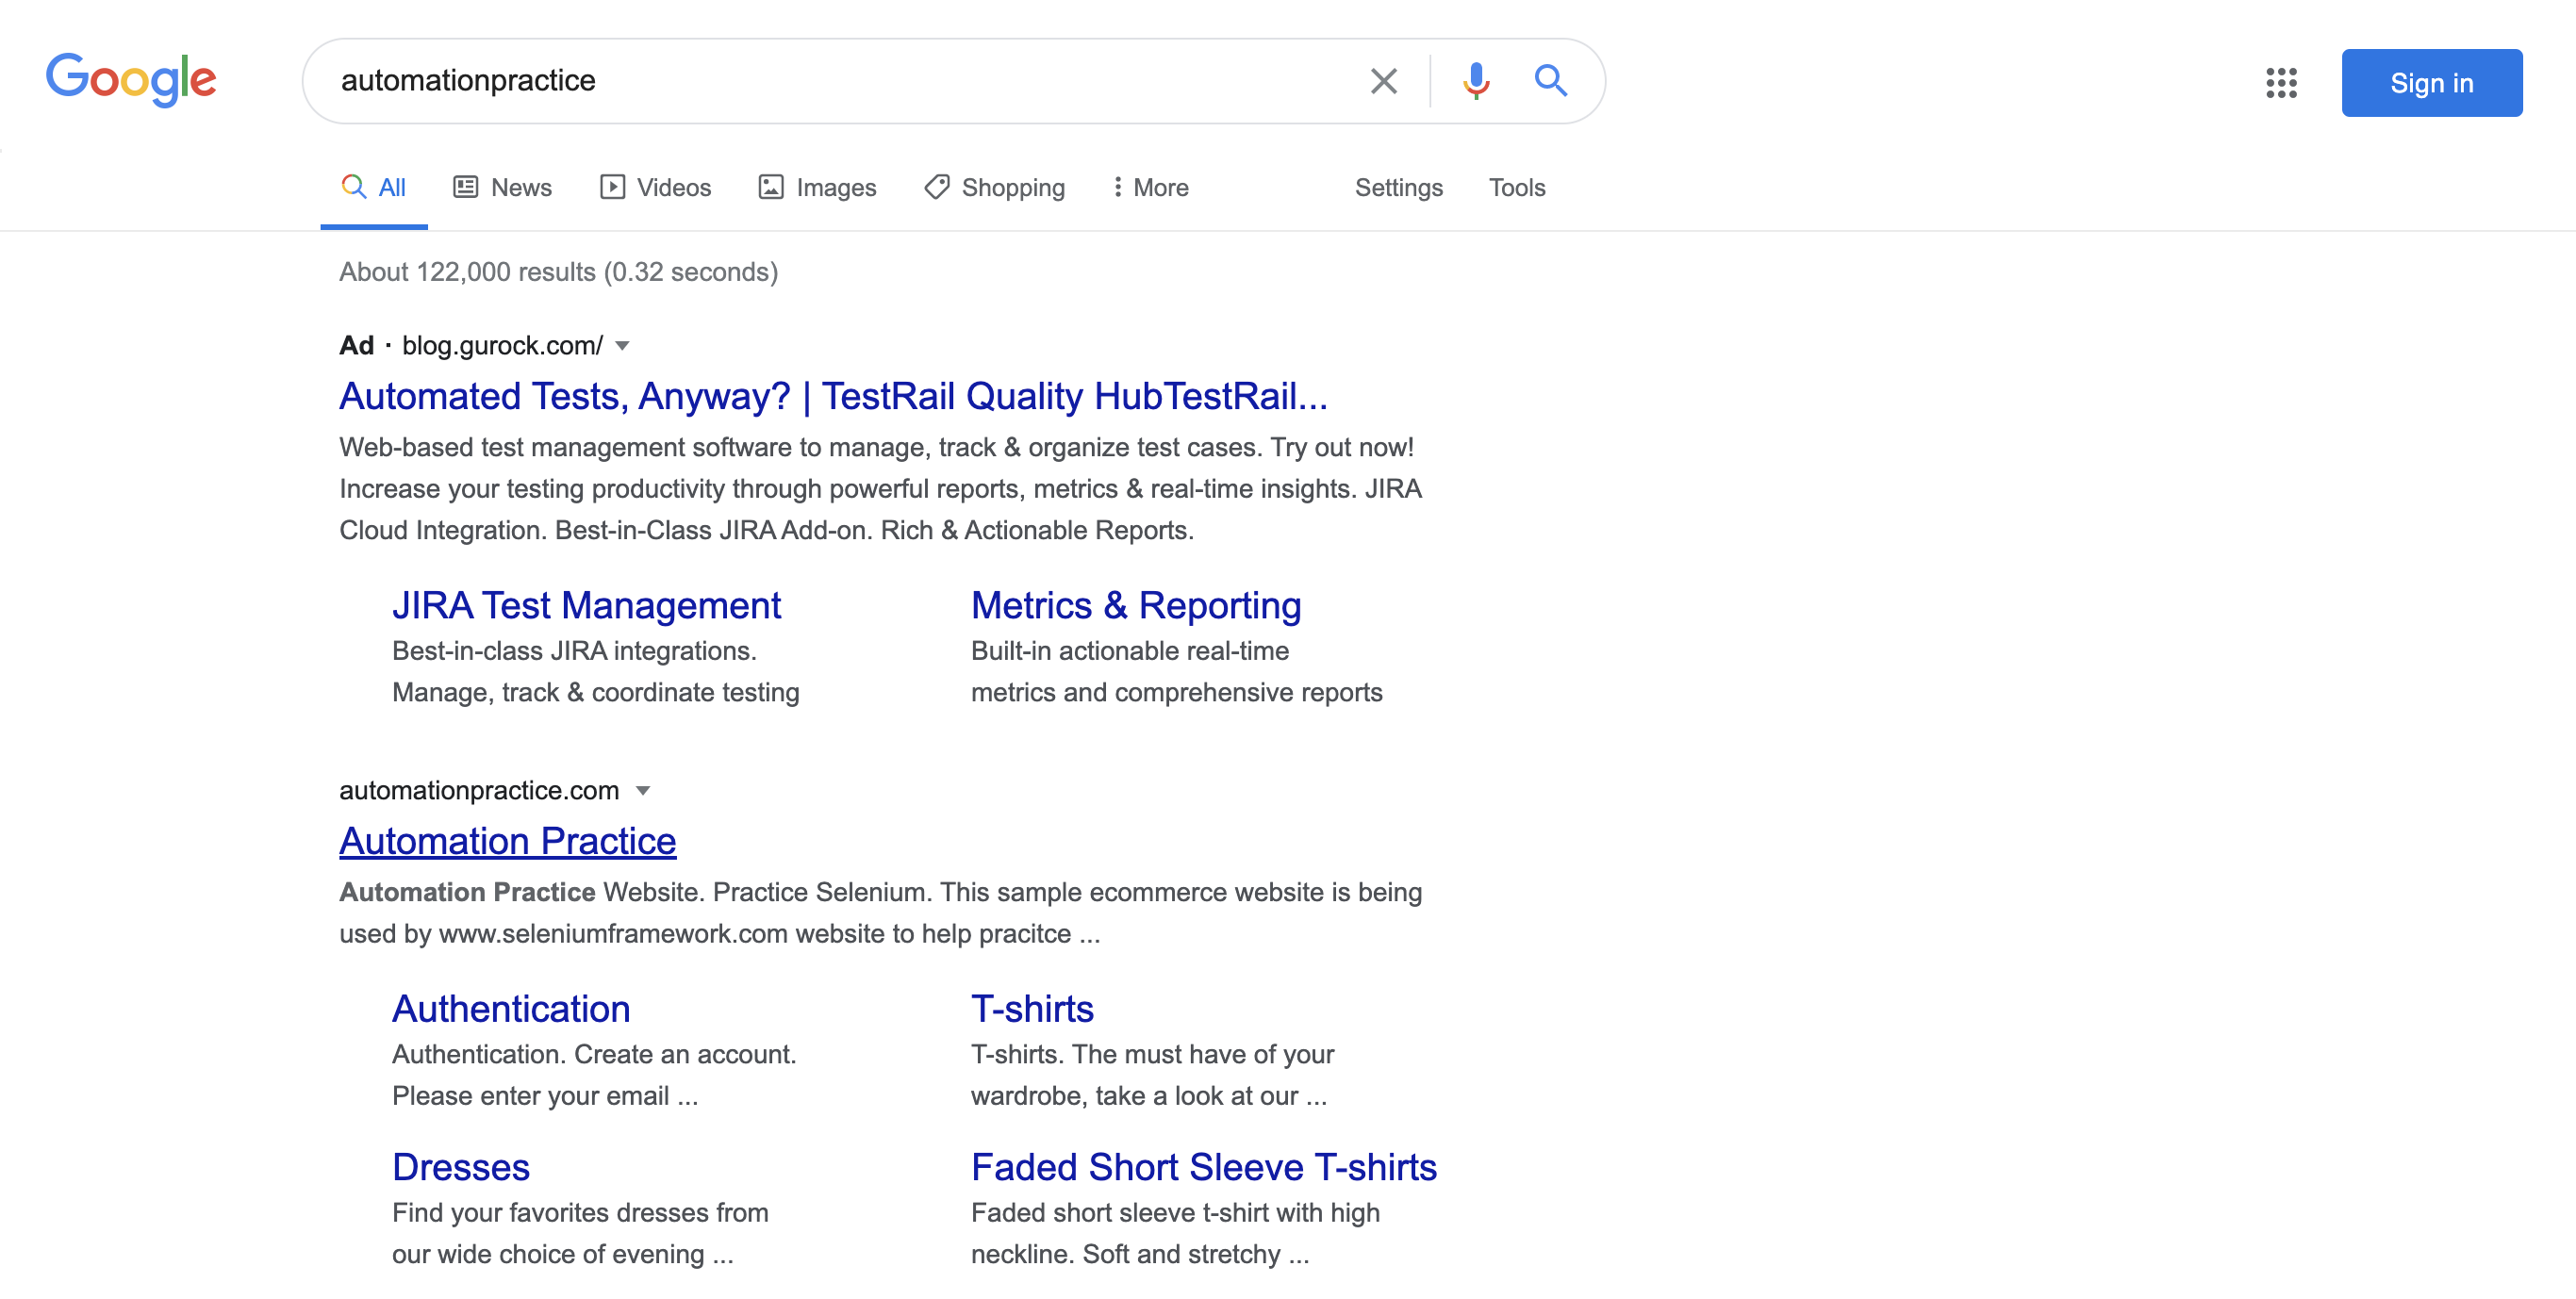 Google
automationpractice
Sign in
All News Videos Images Shopping More Settings Tools
About 122,000 results (0.32 seconds)
Ad · blog.gurock.com/
Automated Tests, Anyway? | TestRail Quality HubTestRail...
Web-based test management software to manage, track & organize test cases. Try out now!
Increase your testing productivity through powerful reports, metrics & real-time insights. JIRA
Cloud Integration. Best-in-Class JIRA Add-on. Rich & Actionable Reports.
JIRA Test Management
Best-in-class JIRA integrations.
Manage, track & coordinate testing
Metrics & Reporting
Built-in actionable real-time
metrics and comprehensive reports
automationpractice.com
Automation Practice
Automation Practice Website. Practice Selenium. This sample ecommerce website is being
used by www.seleniumframework.com website to help pracitce ...
Authentication
Authentication. Create an account.
Please enter your email ...
T-shirts
T-shirts. The must have of your
wardrobe, take a look at our ...
Dresses
Find your favorites dresses from
our wide choice of evening ...
Faded Short Sleeve T-shirts
Faded short sleeve t-shirt with high
neckline. Soft and stretchy ...